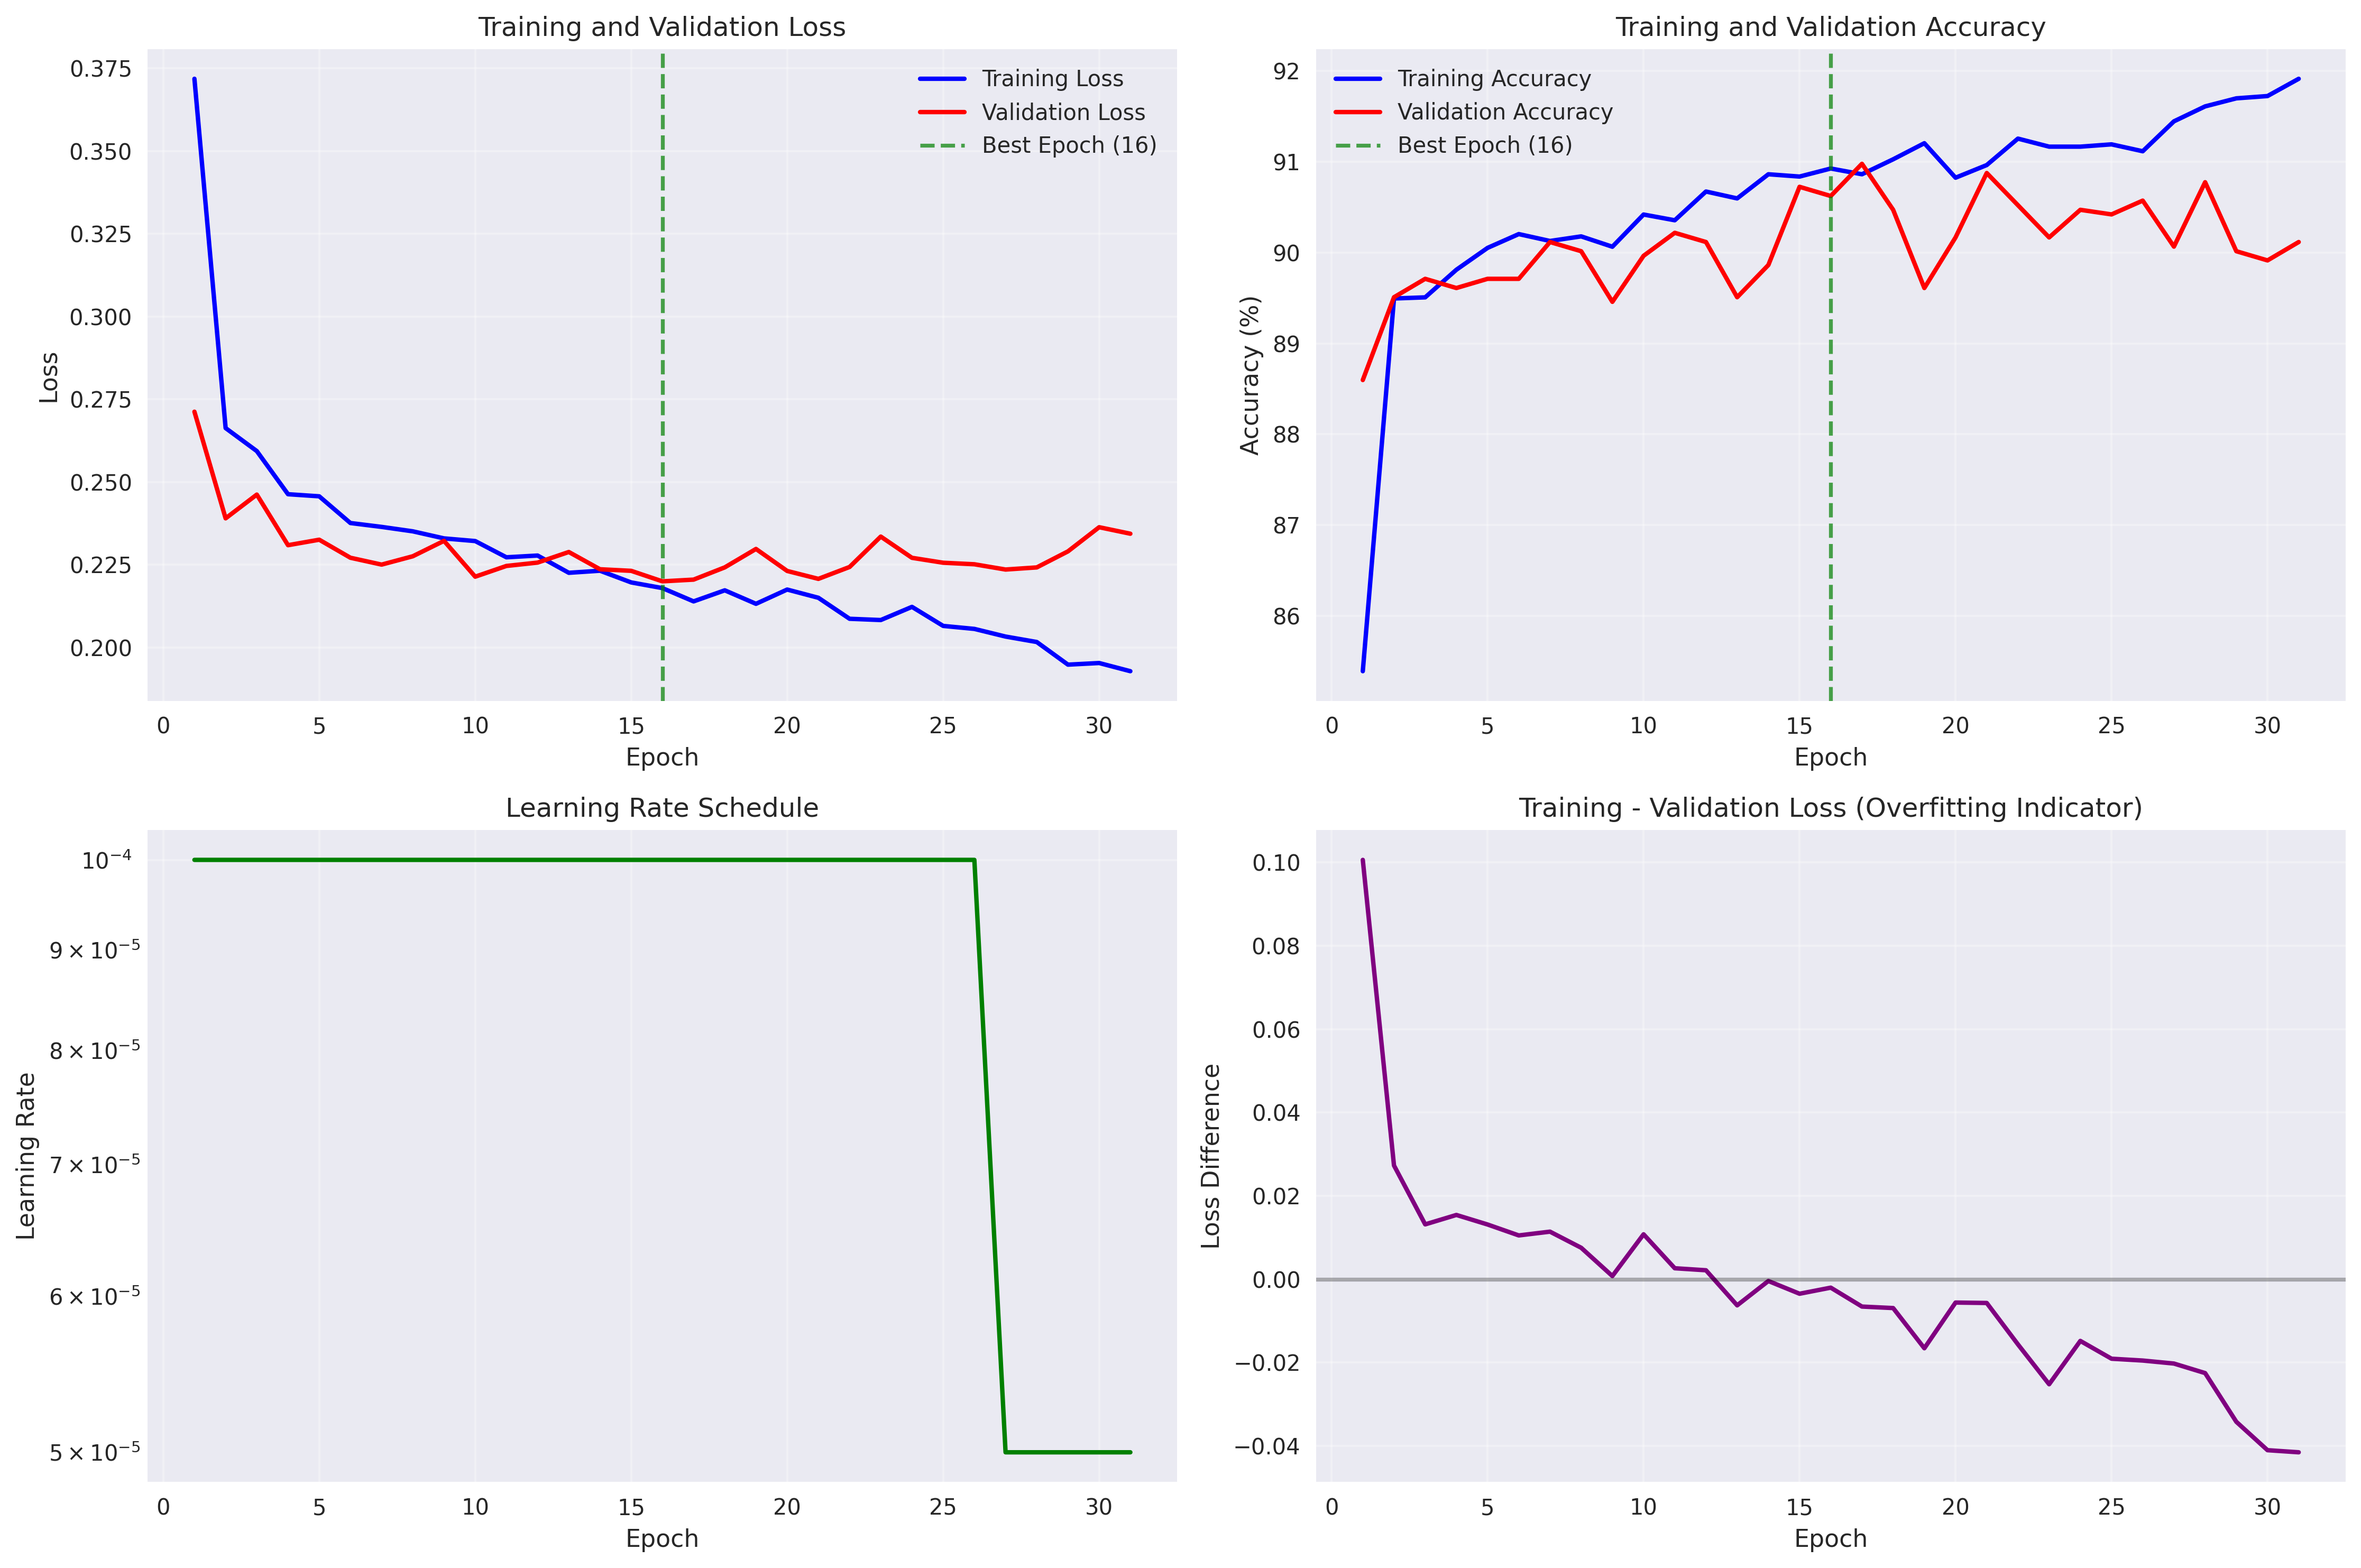 Training and Validation Loss
0.375
0.350
0.325
0.300
0.275
0.250
0.225
0.200
Loss
Training Loss
Validation Loss
Best Epoch (16)
0 5 10 15 20 25 30
Epoch
Training and Validation Accuracy
92
91
90
89
88
87
86
Accuracy (%)
Training Accuracy
Validation Accuracy
Best Epoch (16)
0 5 10 15 20 25 30
Epoch
Learning Rate Schedule
10⁻⁴
9 × 10⁻⁵
8 × 10⁻⁵
7 × 10⁻⁵
6 × 10⁻⁵
5 × 10⁻⁵
Learning Rate
0 5 10 15 20 25 30
Epoch
Training - Validation Loss (Overfitting Indicator)
0.10
0.08
0.06
0.04
0.02
0.00
−0.02
−0.04
Loss Difference
0 5 10 15 20 25 30
Epoch